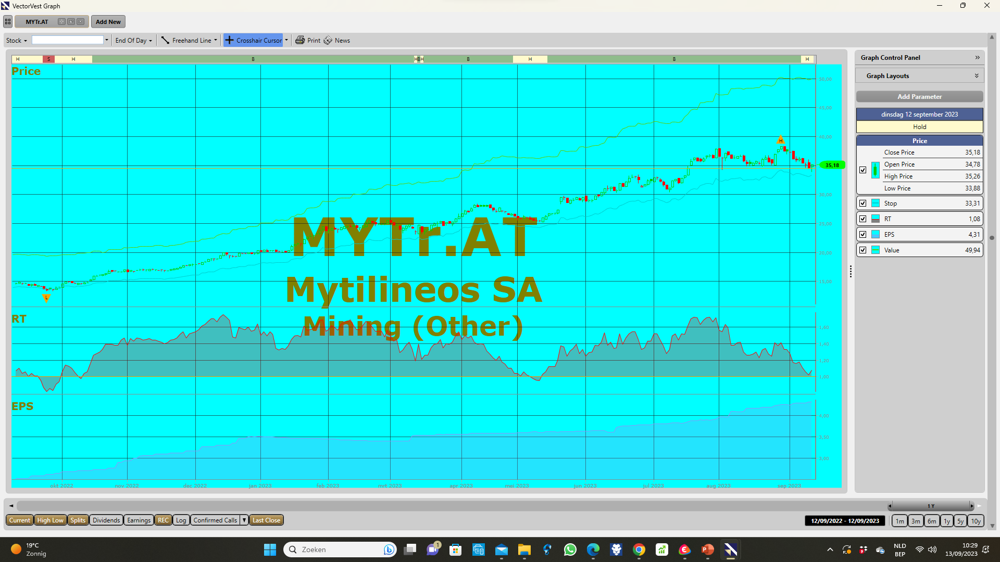 VectorVest Graph
MYTr.AT Add New
Stock End Of Day Freehand Line Crosshair Cursor Print News
H S H B H B H B H B H
Price
50,00
45,00
40,00
H
35,18
30,00
25,00
20,00
15,00
L
MYTr.AT
Mytilineos SA
Mining (Other)
RT
1,60
1,40
1,20
1,00
EPS
4,00
3,50
3,00
okt 2022 nov 2022 dec 2022 jan 2023 feb 2023 mrt 2023 apr 2023 mei 2023 jun 2023 jul 2023 aug 2023 sep 2023
Graph Control Panel
Graph Layouts
Add Parameter
dinsdag 12 september 2023
Hold
Price
Close Price 35,18
Open Price 34,78
High Price 35,26
Low Price 33,88
Stop 33,31
RT 1,08
EPS 4,31
Value 49,94
1 Y
Current High Low Splits Dividends Earnings REC Log Confirmed Calls Last Close 12/09/2022 - 12/09/2023 1m 3m 6m 1y 5y 10y
19°C
Zonnig
Zoeken
1
NLD
BEP
10:29
13/09/2023